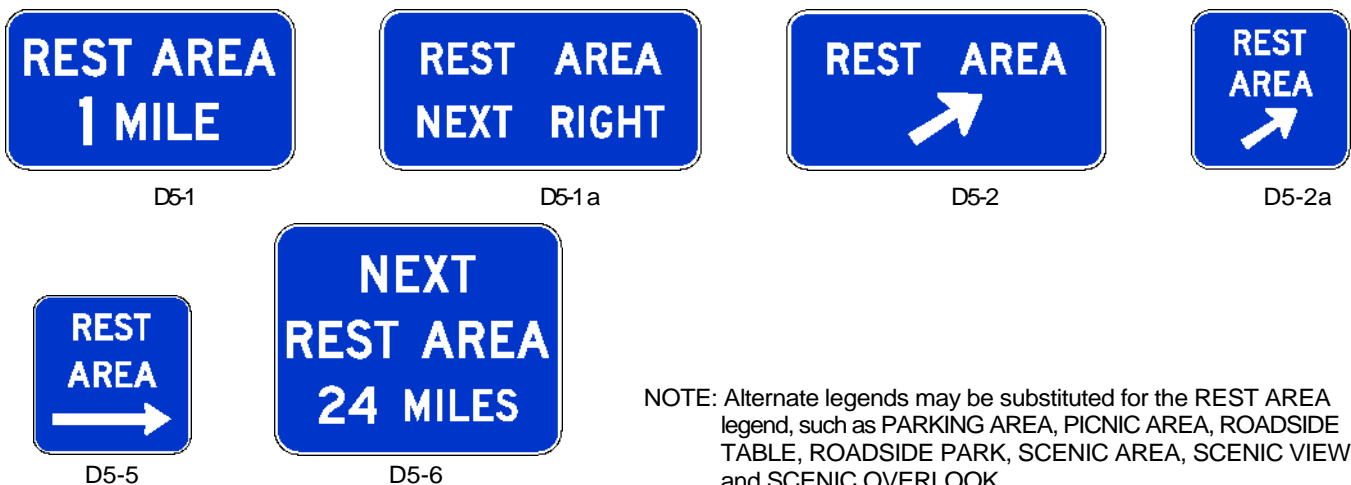 REST AREA
1 MILE
D5-1
REST AREA
NEXT RIGHT
D5-1a
REST AREA
D5-2
REST
AREA
D5-2a
REST
AREA
D5-5
NEXT
REST AREA
24 MILES
D5-6
NOTE: Alternate legends may be substituted for the REST AREA
legend, such as PARKING AREA, PICNIC AREA, ROADSIDE
TABLE, ROADSIDE PARK, SCENIC AREA, SCENIC VIEW
and SCENIC OVERLOOK